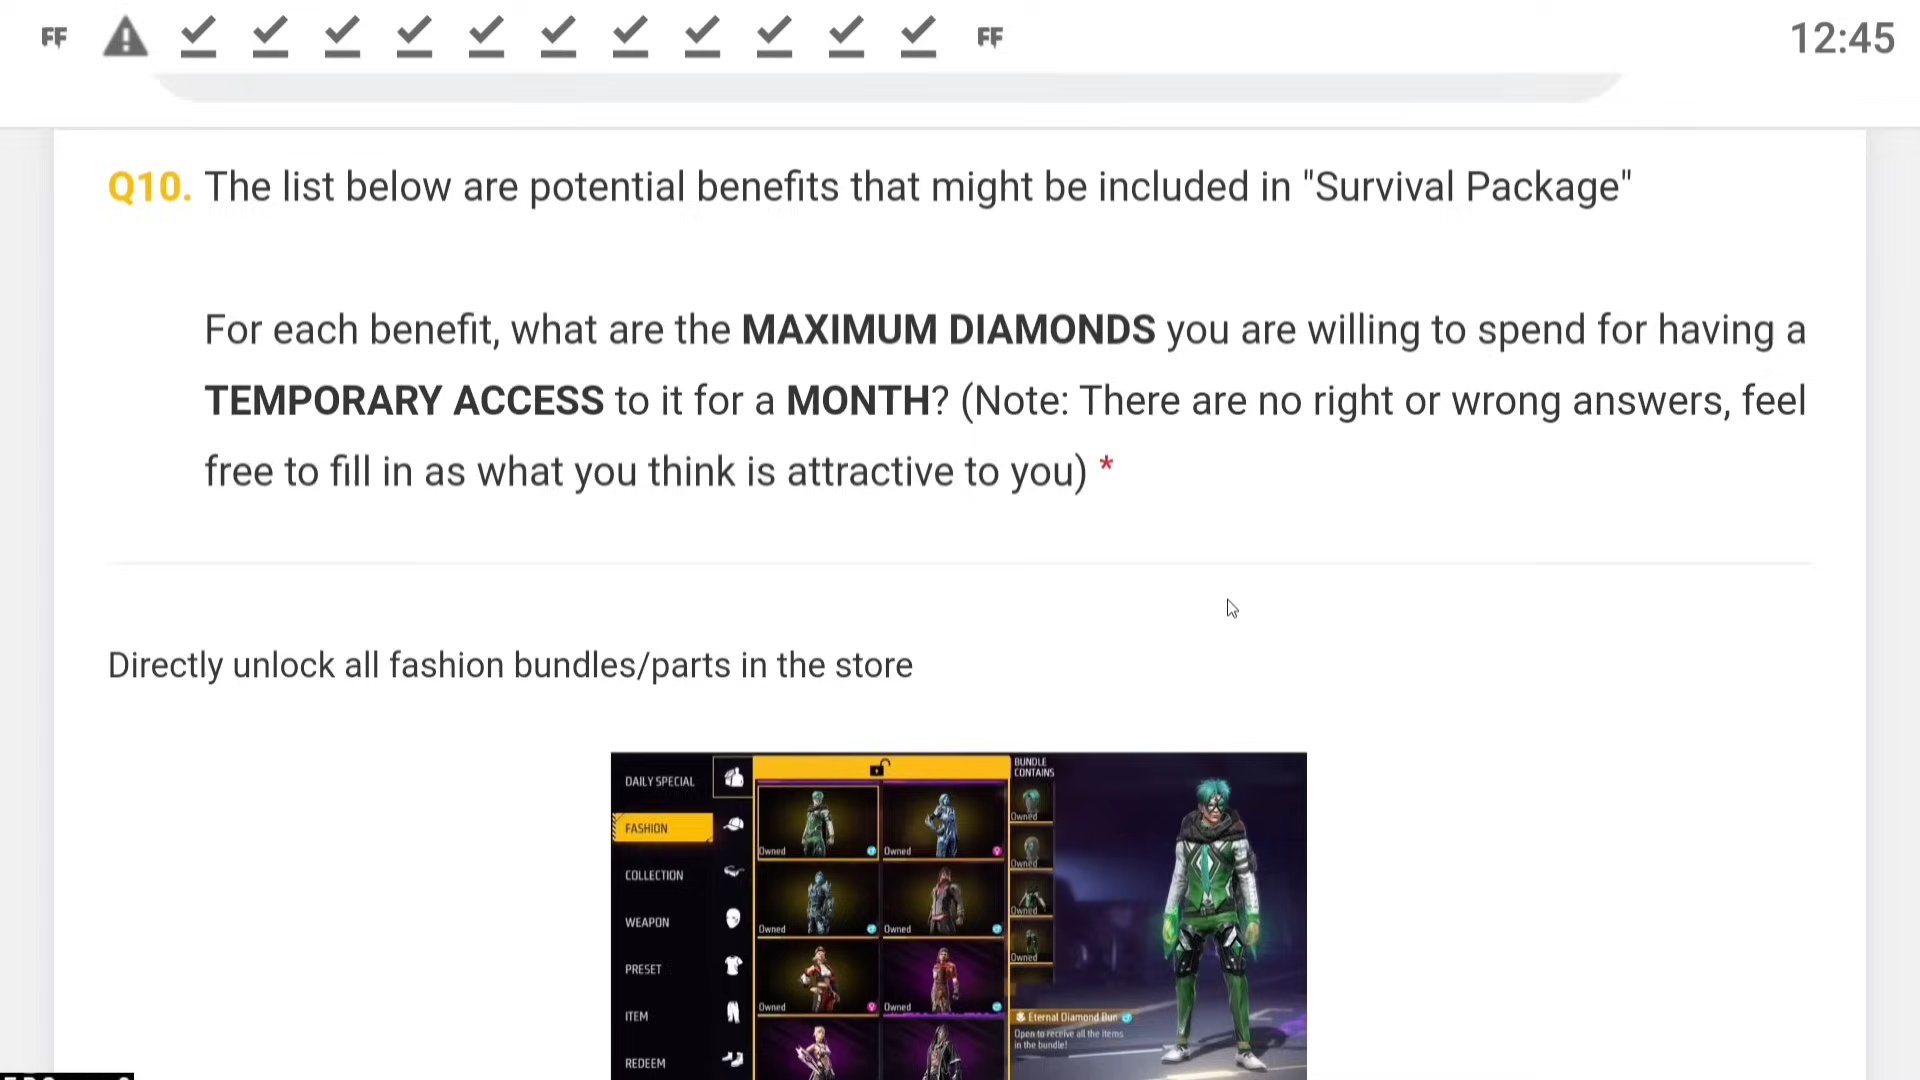 FF FF 12:45
Q10. The list below are potential benefits that might be included in "Survival Package"
For each benefit, what are the MAXIMUM DIAMONDS you are willing to spend for having a
TEMPORARY ACCESS to it for a MONTH? (Note: There are no right or wrong answers, feel
free to fill in as what you think is attractive to you) *
Directly unlock all fashion bundles/parts in the store
DAILY SPECIAL
FASHION
COLLECTION
WEAPON
PRESET
ITEM
REDEEM
Owned Owned
Owned Owned
Owned Owned
BUNDLE
CONTAINS
Owned
Owned
Owned
Owned
Eternal Diamond Bun
Open to receive all the items
in the bundle!